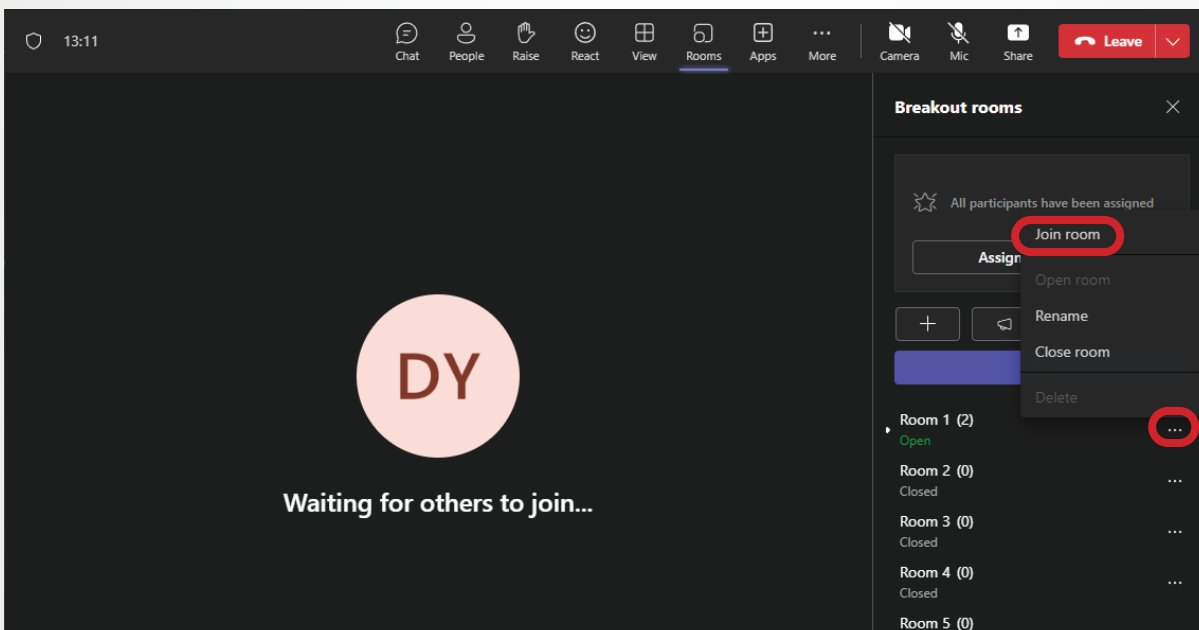 13:11
Chat People Raise React View Rooms Apps More Camera Mic Share Leave
Breakout rooms
All participants have been assigned
Join room
Assign
Open room
Rename
Close room
Delete
DY
Waiting for others to join...
Room 1 (2)
Open
Room 2 (0)
Closed
Room 3 (0)
Closed
Room 4 (0)
Closed
Room 5 (0)